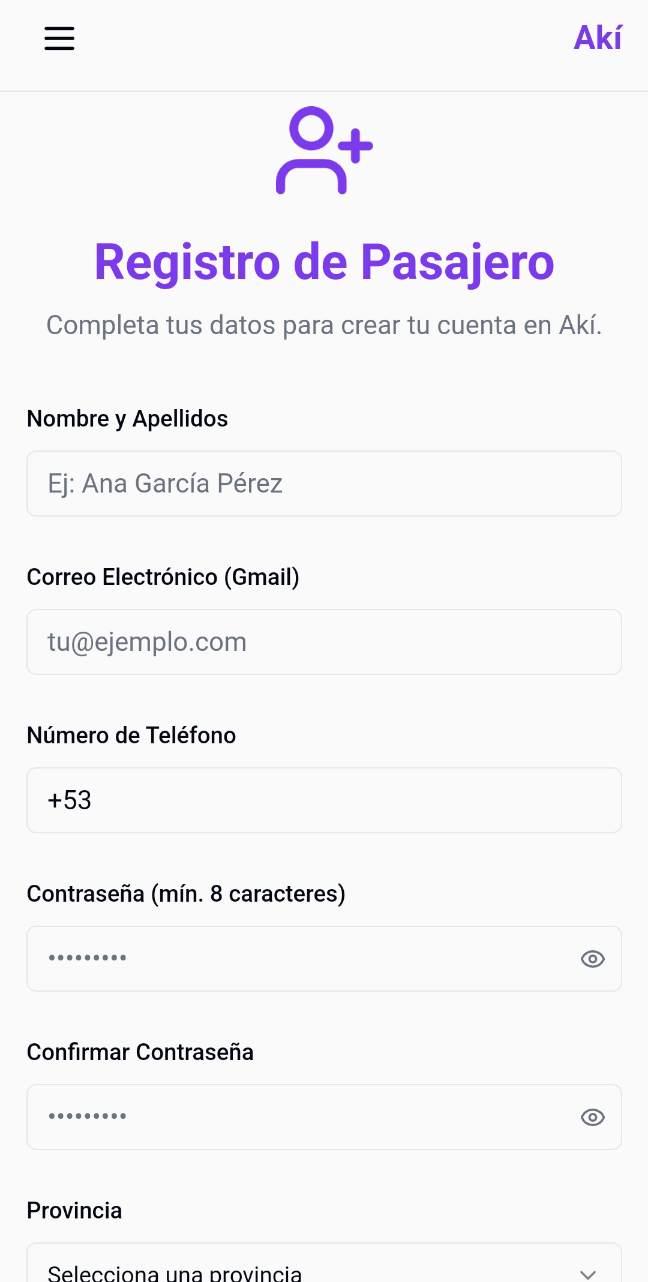 Akí
Registro de Pasajero
Completa tus datos para crear tu cuenta en Akí.
Nombre y Apellidos
Ej: Ana García Pérez
Correo Electrónico (Gmail)
tu@ejemplo.com
Número de Teléfono
+53
Contraseña (mín. 8 caracteres)
•••••••••
Confirmar Contraseña
•••••••••
Provincia
Selecciona una provincia